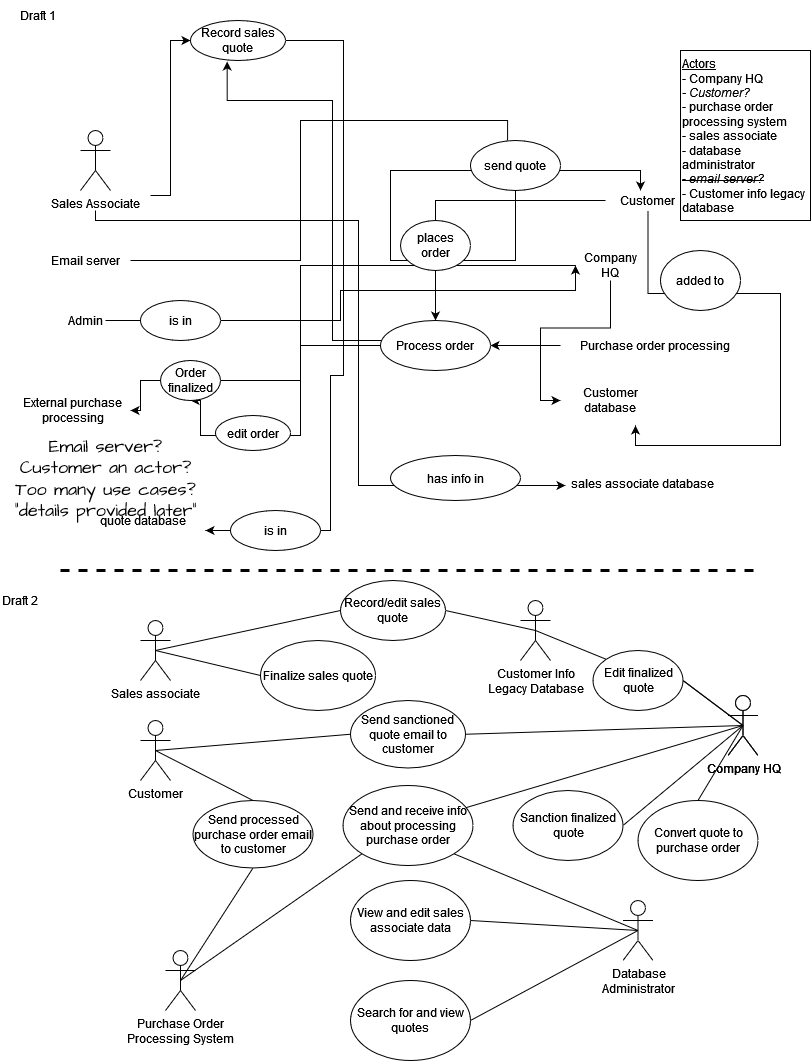 Draft 1
Record sales
quote
Actors
- Company HQ
- Customer?
- purchase order
processing system
- sales associate
- database
administrator
- email server?
- Customer info legacy
database
send quote
Sales Associate
Customer
places
order
Email server
Company
HQ
added to
Admin
is in
Process order
Purchase order processing
Order
finalized
External purchase
processing
Customer
database
edit order
Email server?
Customer an actor?
Too many use cases?
"details provided later"
has info in
sales associate database
quote database
is in
Draft 2
Record/edit sales
quote
Sales associate
Finalize sales quote
Customer Info
Legacy Database
Edit finalized
quote
Send sanctioned
quote email to
customer
Company HQ
Customer
Send processed
purchase order email
to customer
Send and receive info
about processing
purchase order
Sanction finalized
quote
Convert quote to
purchase order
View and edit sales
associate data
Database
Administrator
Purchase Order
Processing System
Search for and view
quotes